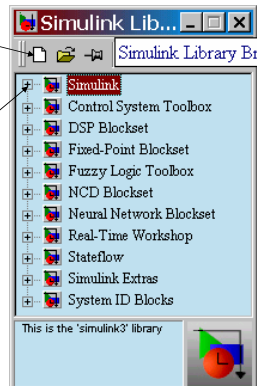 Simulink Lib...
Simulink Library Br
Simulink
Control System Toolbox
DSP Blockset
Fixed-Point Blockset
Fuzzy Logic Toolbox
NCD Blockset
Neural Network Blockset
Real-Time Workshop
Stateflow
Simulink Extras
System ID Blocks
This is the 'simulink3' library